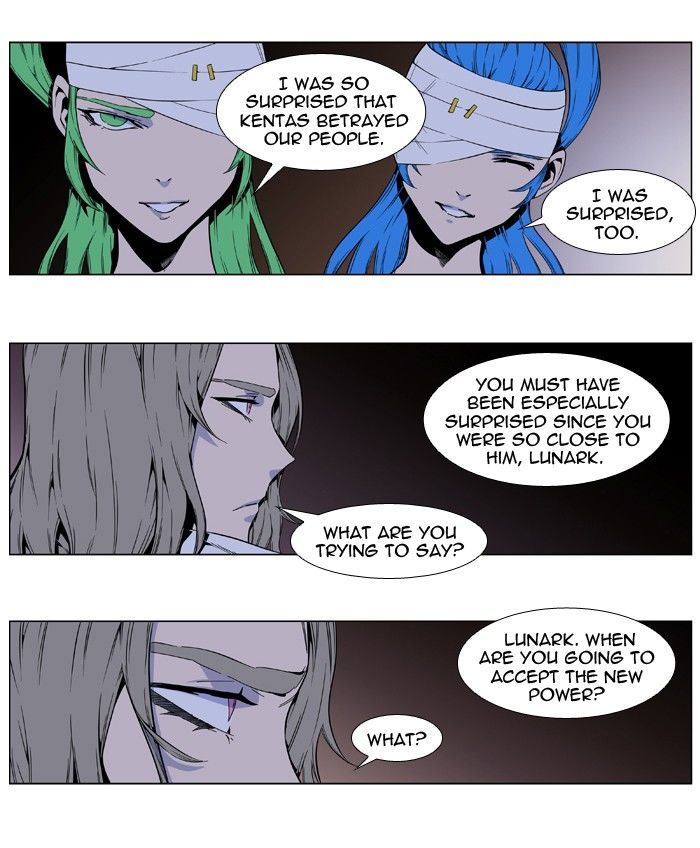 I WAS SO
SURPRISED THAT
KENTAS BETRAYED
OUR PEOPLE.
I WAS
SURPRISED,
TOO.
YOU MUST HAVE
BEEN ESPECIALLY
SURPRISED SINCE YOU
WERE SO CLOSE TO
HIM, LUNARK.
WHAT ARE YOU
TRYING TO SAY?
LUNARK. WHEN
ARE YOU GOING TO
ACCEPT THE NEW
POWER?
WHAT?